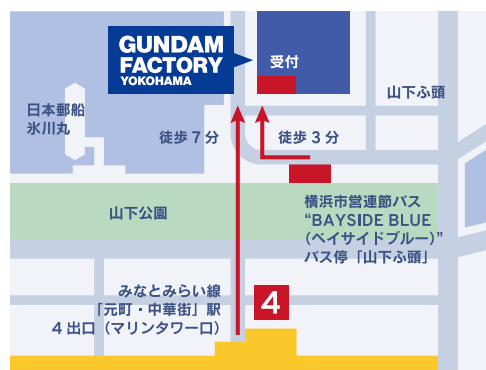 GUNDAM
FACTORY
YOKOHAMA
受付
山下ふ頭
日本郵船
氷川丸
徒歩7分
徒歩3分
横浜市営連節バス
“BAYSIDE BLUE
（ベイサイドブルー）”
バス停「山下ふ頭」
山下公園
みなとみらい線
「元町・中華街」駅
4出口（マリンタワー口）
4